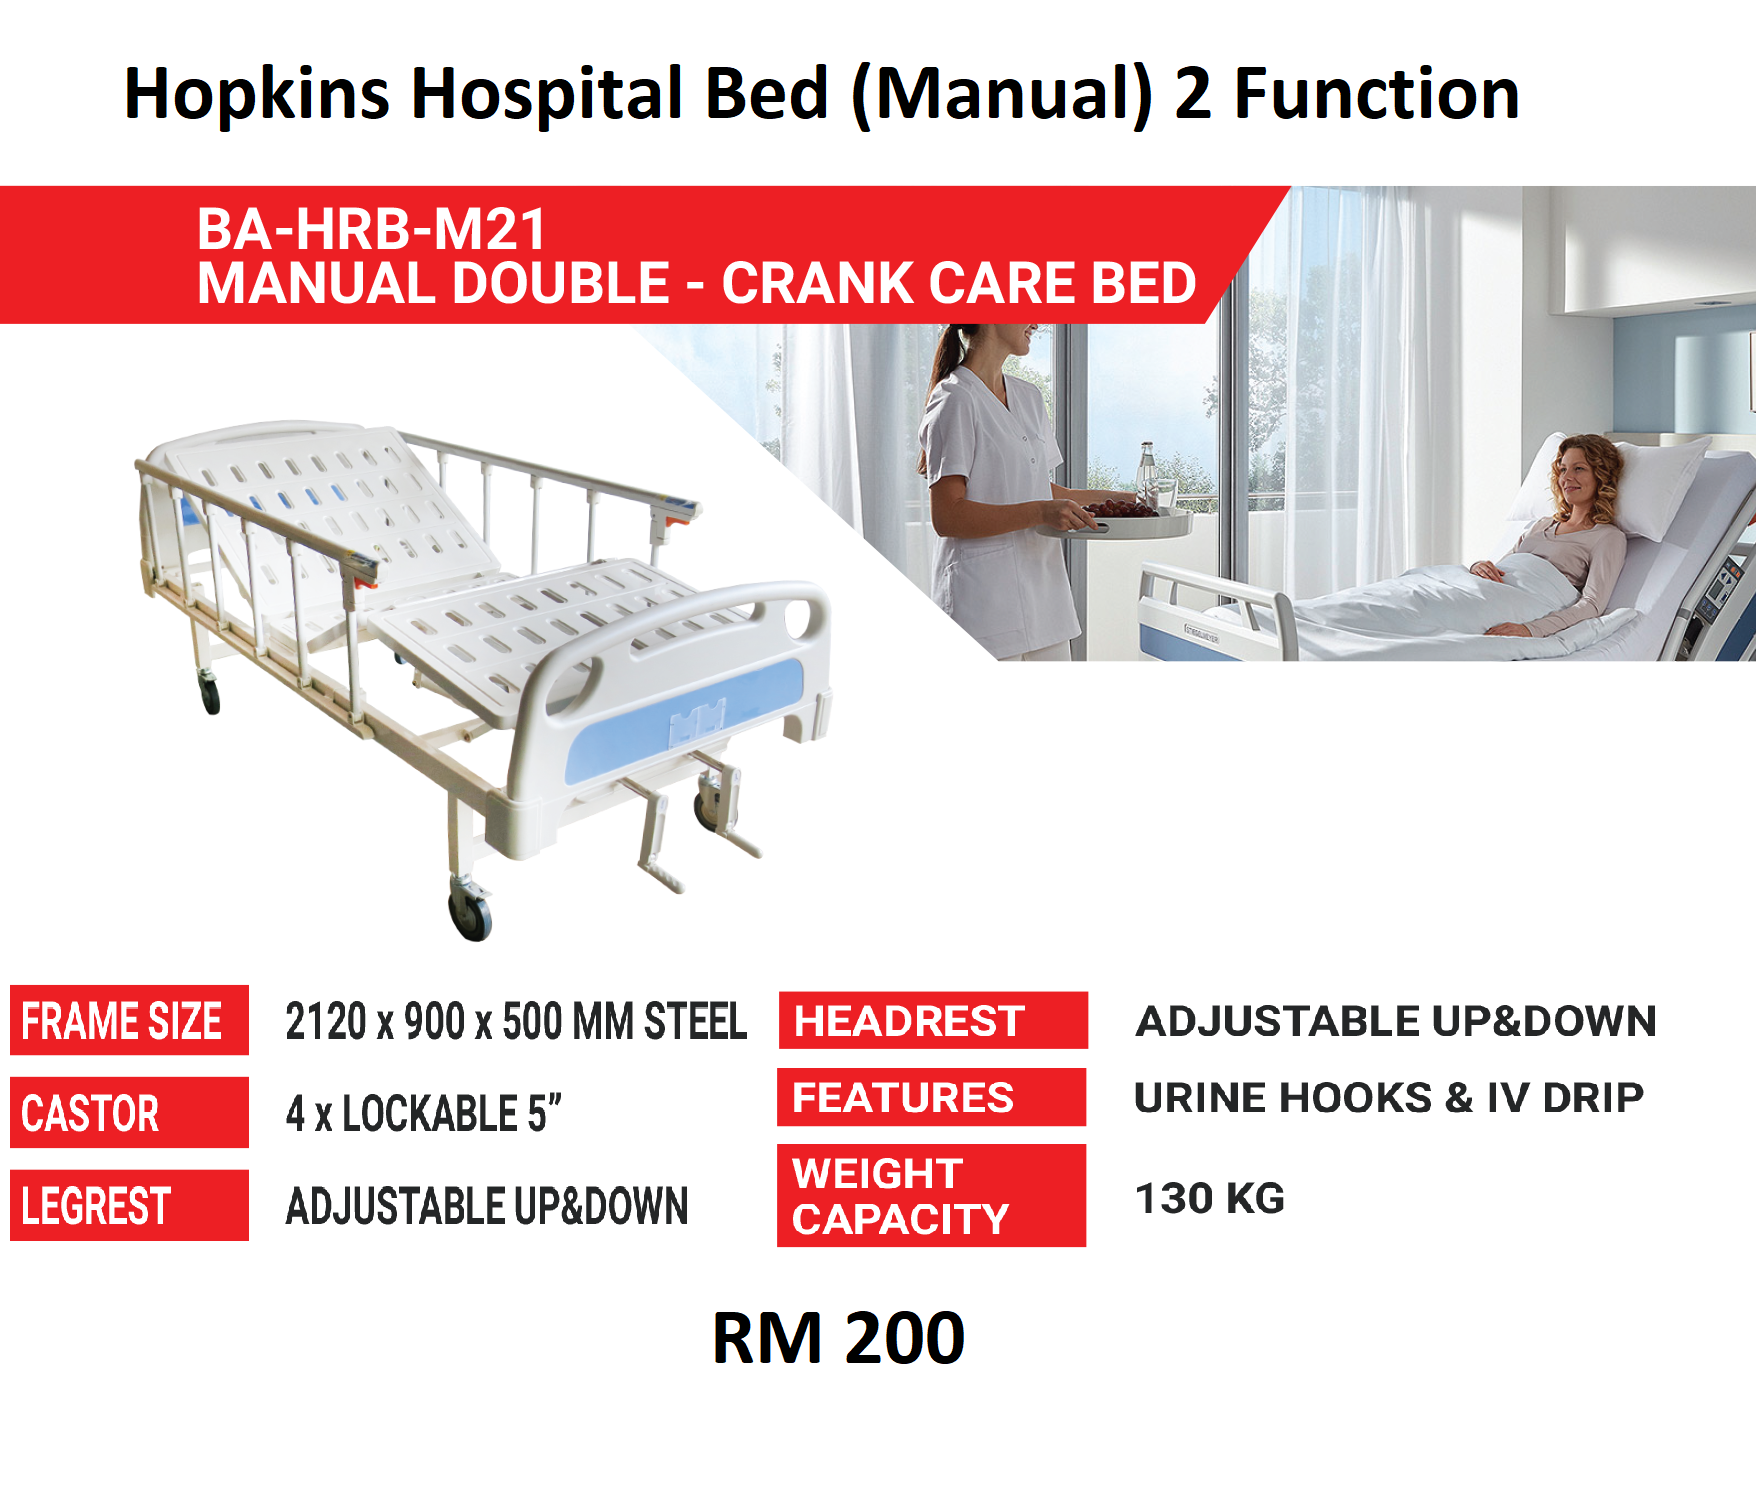 Hopkins Hospital Bed (Manual) 2 Function
BA-HRB-M21
MANUAL DOUBLE - CRANK CARE BED
FRAME SIZE
2120 x 900 x 500 MM STEEL
CASTOR
4 x LOCKABLE 5”
LEGREST
ADJUSTABLE UP&DOWN
HEADREST
ADJUSTABLE UP&DOWN
FEATURES
URINE HOOKS & IV DRIP
WEIGHT
CAPACITY
130 KG
RM 200